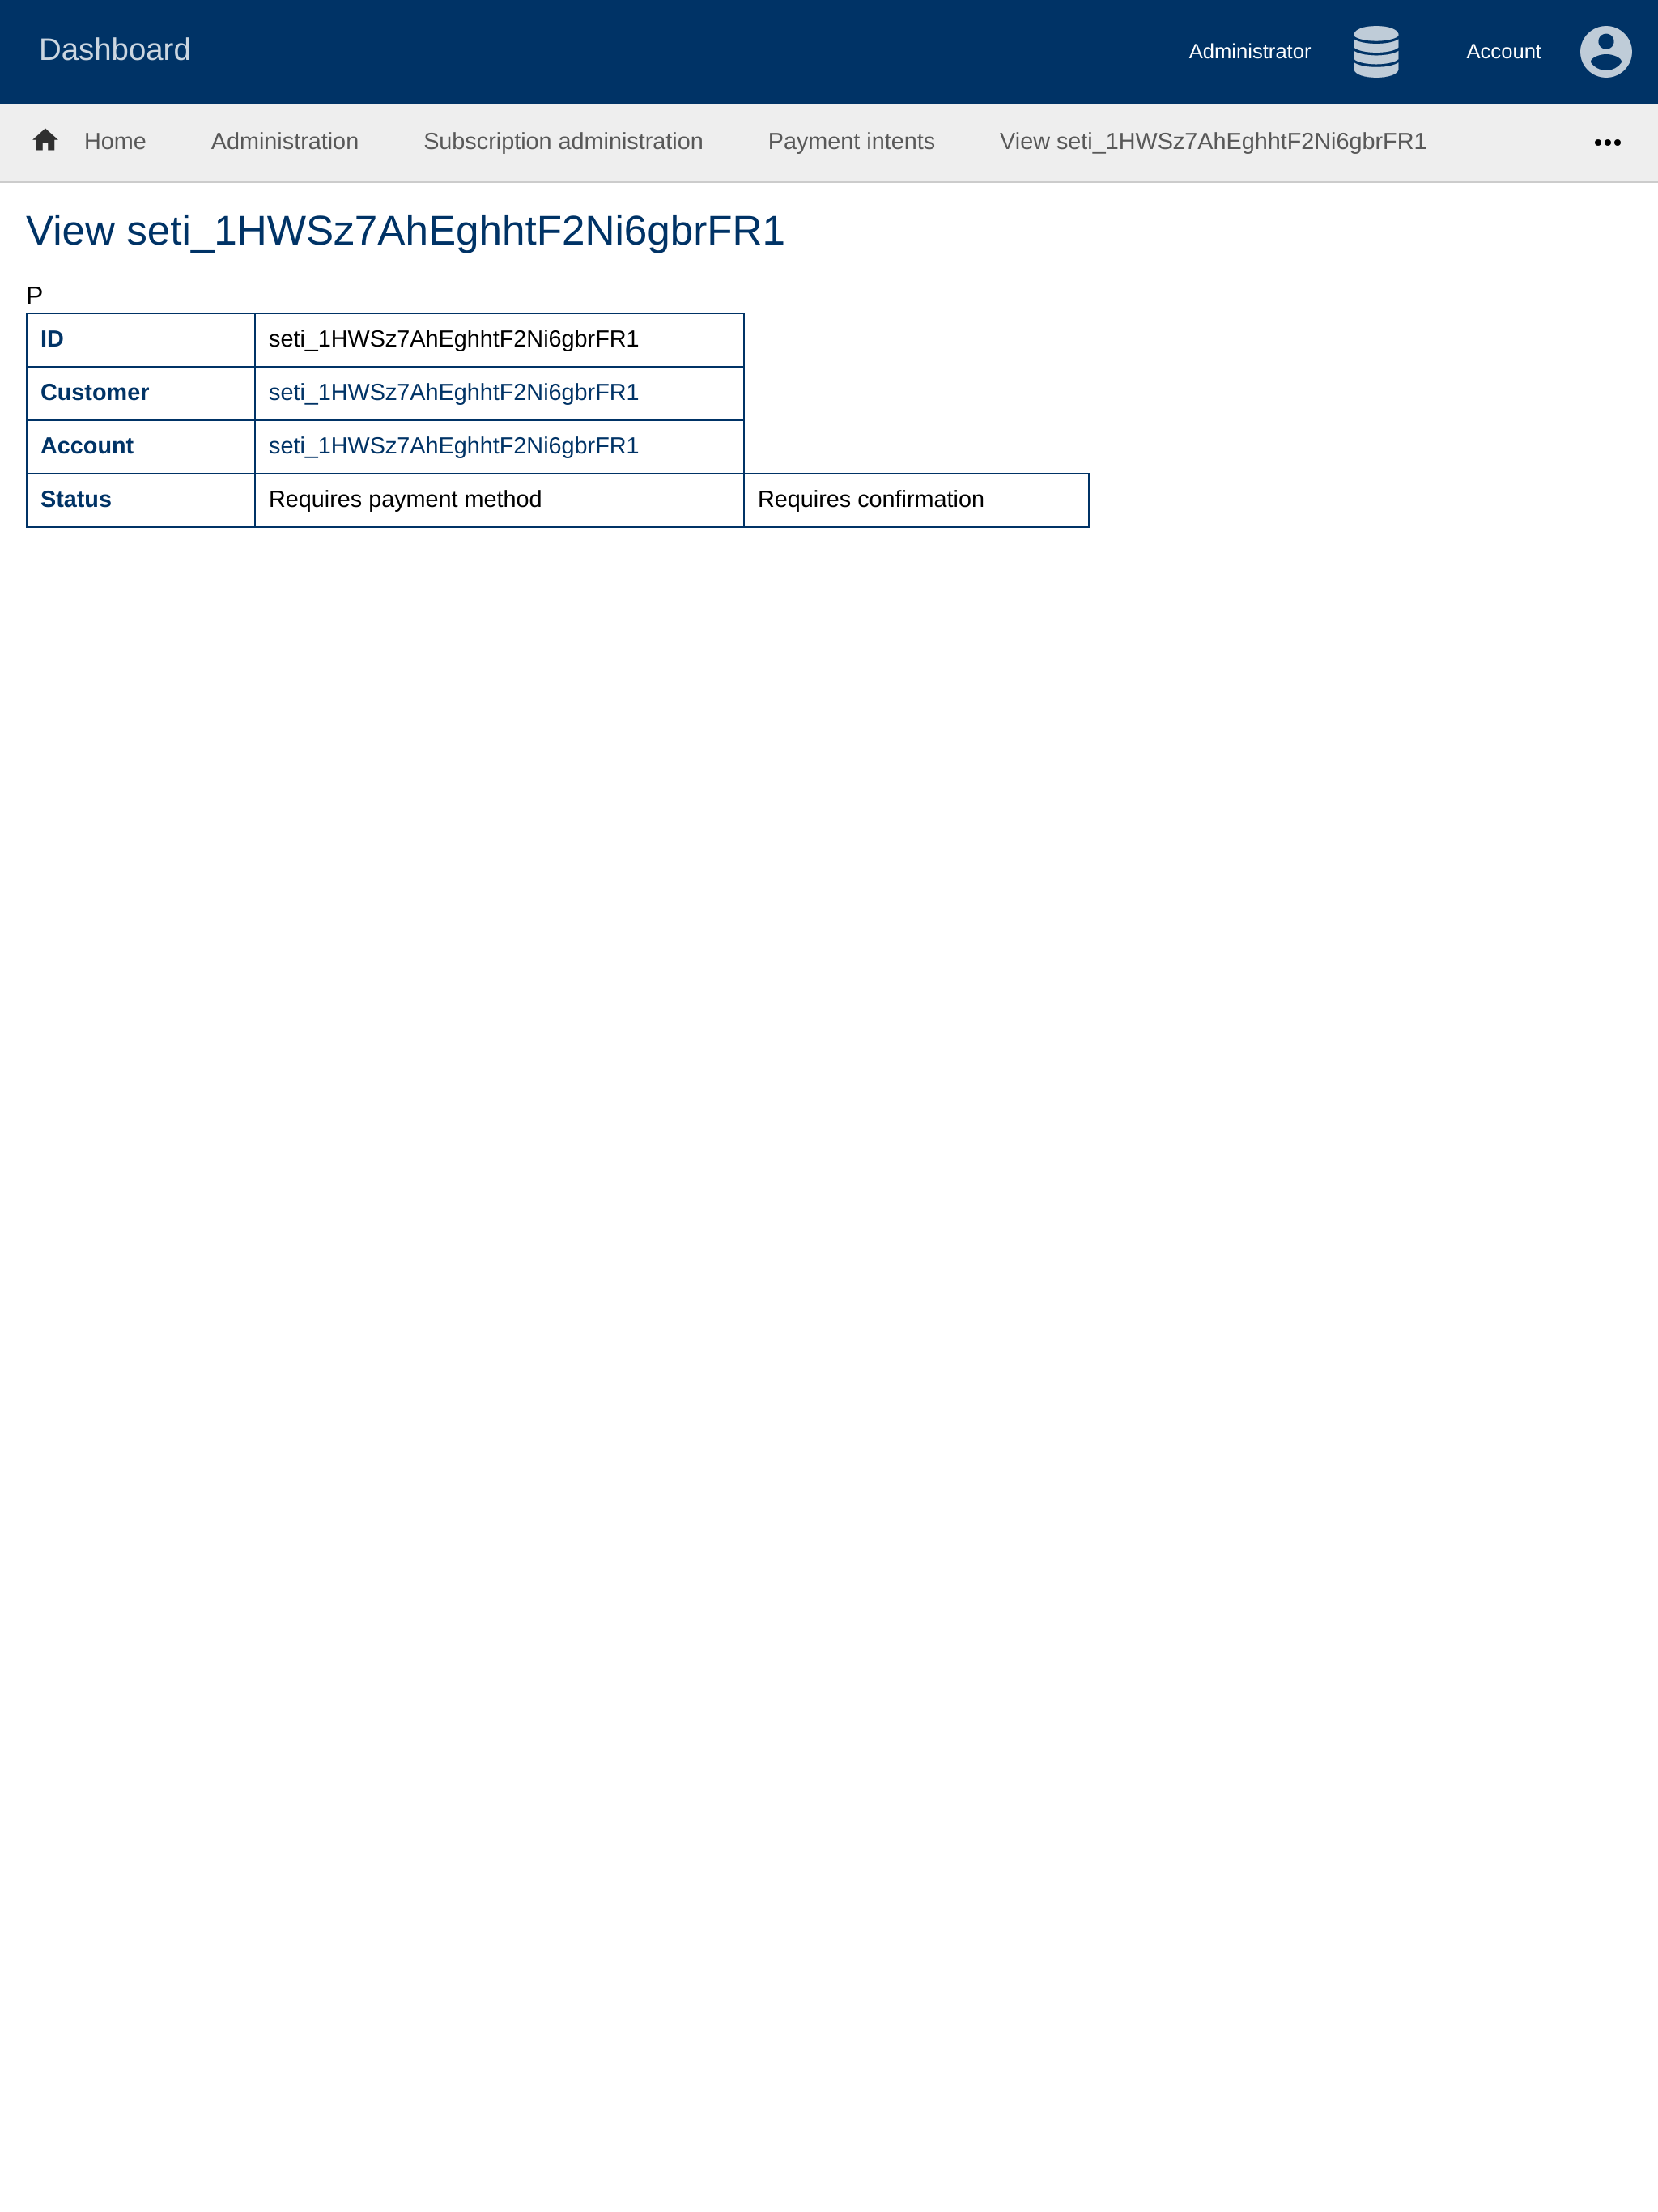 Dashboard
Administrator
Account
Home
Administration
Subscription administration
Payment intents
View seti_1HWSz7AhEghhtF2Ni6gbrFR1
View seti_1HWSz7AhEghhtF2Ni6gbrFR1
P
ID seti_1HWSz7AhEghhtF2Ni6gbrFR1
Customer seti_1HWSz7AhEghhtF2Ni6gbrFR1
Account seti_1HWSz7AhEghhtF2Ni6gbrFR1
Status Requires payment method Requires confirmation